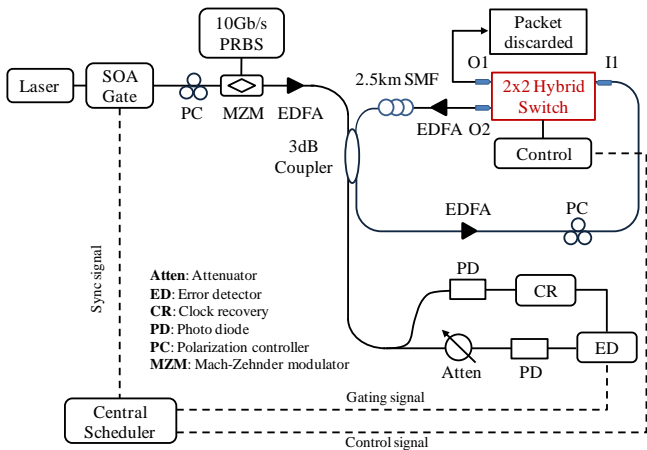 10Gb/s
PRBS
Packet
discarded
Laser
SOA
Gate
PC
MZM
EDFA
2.5km SMF
O1
I1
2x2 Hybrid
Switch
EDFA
O2
Control
3dB
Coupler
EDFA
PC
Sync signal
Atten: Attenuator
ED: Error detector
CR: Clock recovery
PD: Photo diode
PC: Polarization controller
MZM: Mach-Zehnder modulator
PD
CR
Atten
PD
ED
Gating signal
Central
Scheduler
Control signal